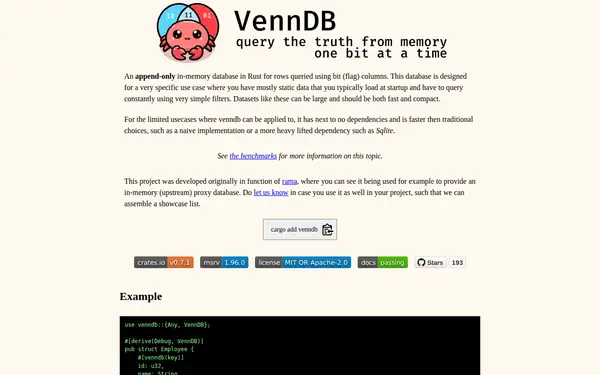 10 11 01
VennDB
query the truth from memory
one bit at a time
An append-only in-memory database in Rust for rows queried using bit (flag) columns. This database is designed
for a very specific use case where you have mostly static data that you typically load at startup and have to query
constantly using very simple filters. Datasets like these can be large and should be both fast and compact.
For the limited usecases where venndb can be applied to, it has next to no dependencies and is faster then traditional
choices, such as a naive implementation or a more heavy lifted dependency such as Sqlite.
See the benchmarks for more information on this topic.
This project was developed originally in function of rama, where you can see it being used for example to provide an
in-memory (upstream) proxy database. Do let us know in case you use it as well in your project, such that we can
assemble a showcase list.
cargo add venndb
crates.io v0.7.1 msrv 1.96.0 license MIT OR Apache-2.0 docs passing Stars 193
Example
use venndb::{Any, VennDB};
#[derive(Debug, VennDB)]
pub struct Employee {
#[venndb(key)]
id: u32,
name: String,